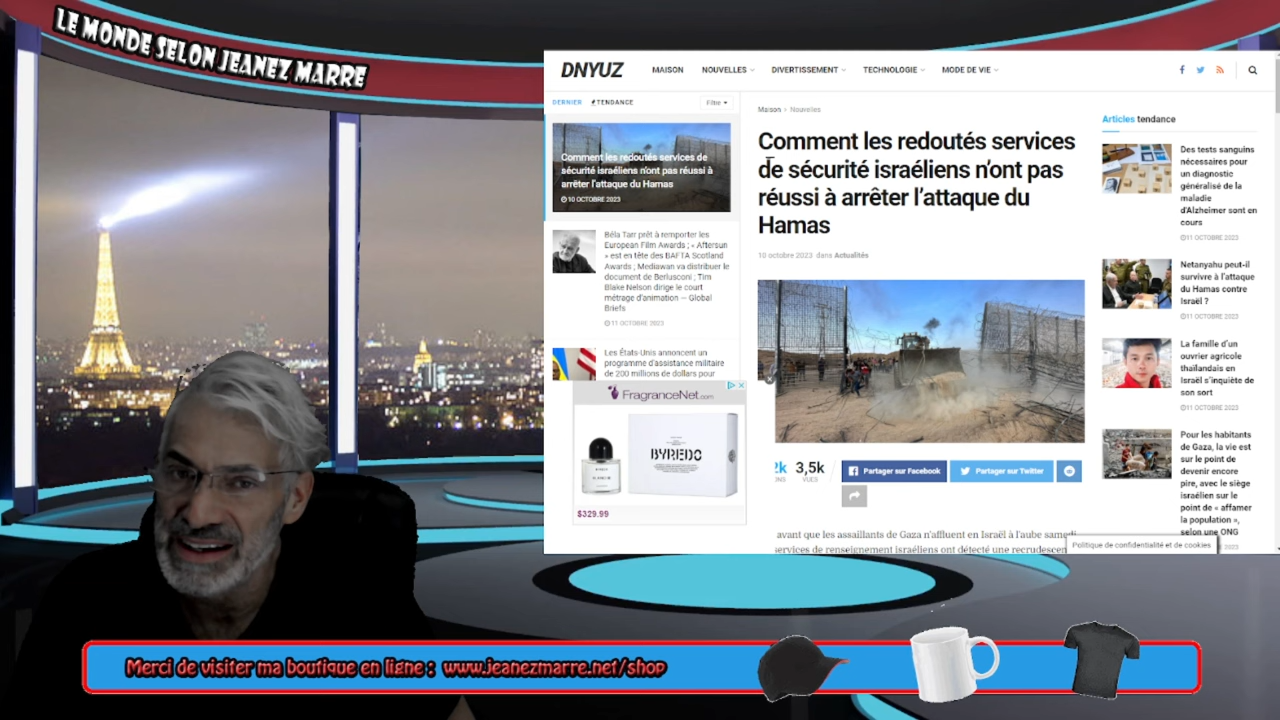 LE MONDE SELON JEANEZ MARRE
DNYUZ
MAISON NOUVELLES DIVERTISSEMENT TECHNOLOGIE MODE DE VIE
DERNIER TENDANCE
Filtre
Comment les redoutés services de
sécurité israéliens n'ont pas réussi à
arrêter l'attaque du Hamas
10 OCTOBRE 2023
Béla Tarr prêt à remporter les
European Film Awards ; « Aftersun
» est en tête des BAFTA Scotland
Awards ; Mediawan va distribuer le
document de Berlusconi ; Tim
Blake Nelson dirige le court
métrage d'animation – Global
Briefs
11 OCTOBRE 2023
Les États-Unis annoncent un
programme d'assistance militaire
de 200 millions de dollars pour
FragranceNet.com
BYREDO
$329.99
Maison > Nouvelles
Comment les redoutés services
de sécurité israéliens n'ont pas
réussi à arrêter l'attaque du
Hamas
10 octobre 2023 dans Actualités
2k 3,5k
VUES
Partager sur Facebook
Partager sur Twitter
avant que les assaillants de Gaza n'affluent en Israël à l'aube samedi
services de renseignement israéliens ont détecté une recrudescen
Articles tendance
Des tests sanguins
nécessaires pour
un diagnostic
généralisé de la
maladie
d'Alzheimer sont en
cours
11 OCTOBRE 2023
Netanyahu peut-il
survivre à l'attaque
du Hamas contre
Israël ?
11 OCTOBRE 2023
La famille d'un
ouvrier agricole
thaïlandais en
Israël s'inquiète de
son sort
11 OCTOBRE 2023
Pour les habitants
de Gaza, la vie est
sur le point de
devenir encore
pire, avec le siège
israélien sur le
point de « affamer
la population »,
selon une ONG
2023
Politique de confidentialité et de cookies
Merci de visiter ma boutique en ligne : www.jeanezmarre.net/shop